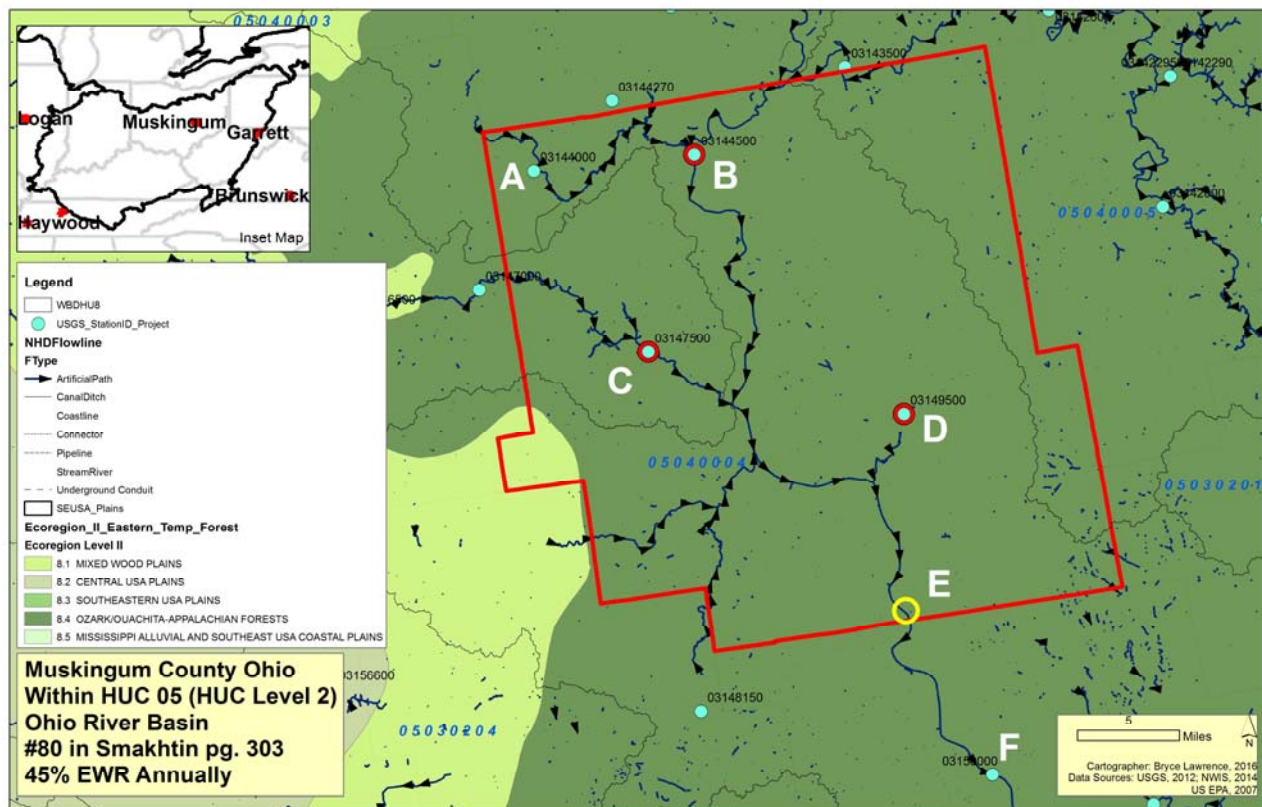 05040003
Logan
Muskingum
Garrett
Brunswick
Haywood
Inset Map
03144270
03143500
03142290
03144000
A
03144500
B
05040005
03147000
6500
03147500
C
03149500
D
05040004
05030201
E
03148150
F
03150000
03156600
05030204
Legend
WBDHU8
USGS_StationID_Project
NHDFlowline
FType
ArtificialPath
CanalDitch
Coastline
Connector
Pipeline
StreamRiver
Underground Conduit
SEUSA_Plains
Ecoregion_II_Eastern_Temp_Forest
Ecoregion Level II
8.1 MIXED WOOD PLAINS
8.2 CENTRAL USA PLAINS
8.3 SOUTHEASTERN USA PLAINS
8.4 OZARK/OUACHITA-APPALACHIAN FORESTS
8.5 MISSISSIPPI ALLUVIAL AND SOUTHEAST USA COASTAL PLAINS
Muskingum County Ohio
Within HUC 05 (HUC Level 2)
Ohio River Basin
#80 in Smakhtin pg. 303
45% EWR Annually
5
Miles
N
Cartographer: Bryce Lawrence, 2016
Data Sources: USGS, 2012; NWIS, 2014
US EPA, 2007